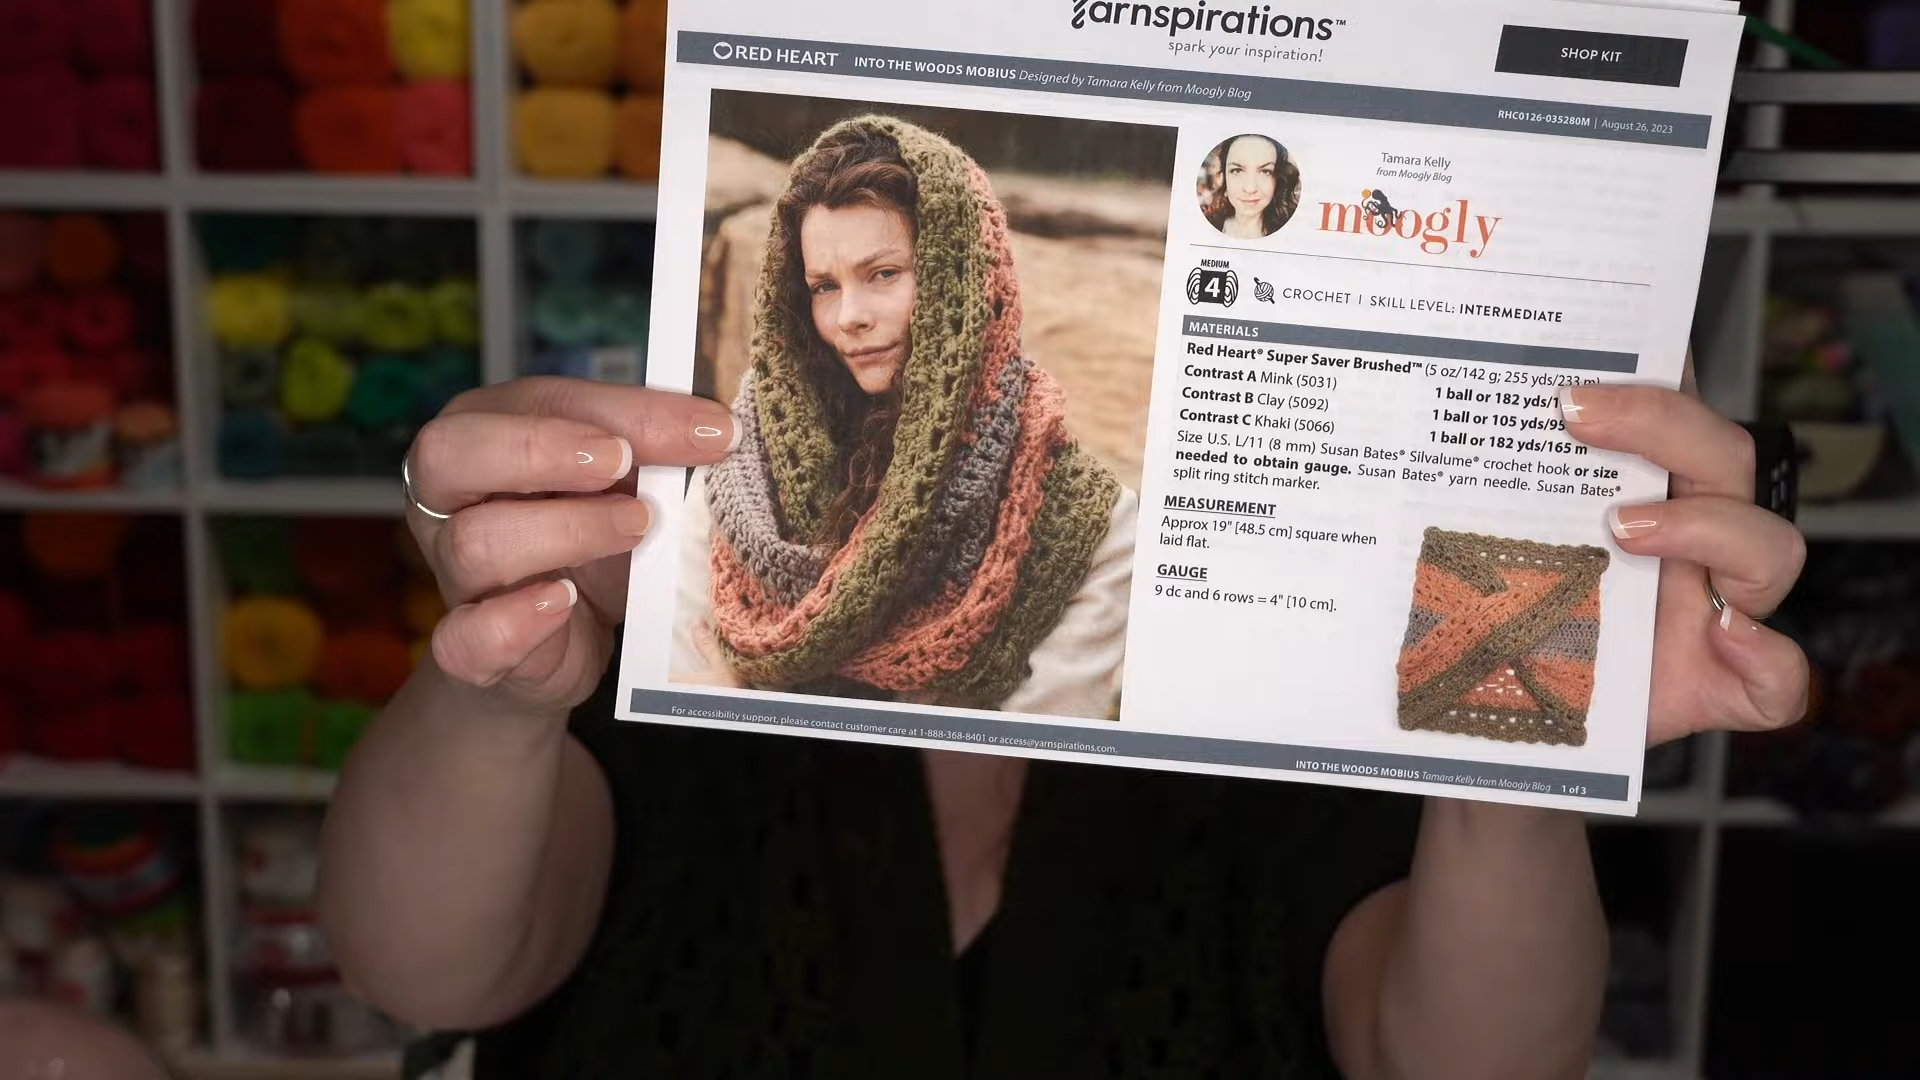 Yarnspirations™
spark your inspiration!
SHOP KIT
RED HEART INTO THE WOODS MOBIUS Designed by Tamara Kelly from Moogly Blog
RHC0126-035280M | August 26, 2023
Tamara Kelly
from Moogly Blog
moogly
MEDIUM
4
CROCHET | SKILL LEVEL: INTERMEDIATE
MATERIALS
Red Heart® Super Saver Brushed™ (5 oz/142 g; 255 yds/233 m)
Contrast A Mink (5031) 1 ball or 182 yds/1
Contrast B Clay (5092) 1 ball or 105 yds/95
Contrast C Khaki (5066) 1 ball or 182 yds/165 m
Size U.S. L/11 (8 mm) Susan Bates® Silvalume® crochet hook or size
needed to obtain gauge. Susan Bates® yarn needle. Susan Bates®
split ring stitch marker.
MEASUREMENT
Approx 19" [48.5 cm] square when
laid flat.
GAUGE
9 dc and 6 rows = 4" [10 cm].
For accessibility support, please contact customer care at 1-888-368-8401 or access@yarnspirations.com.
INTO THE WOODS MOBIUS Tamara Kelly from Moogly Blog 1 of 3